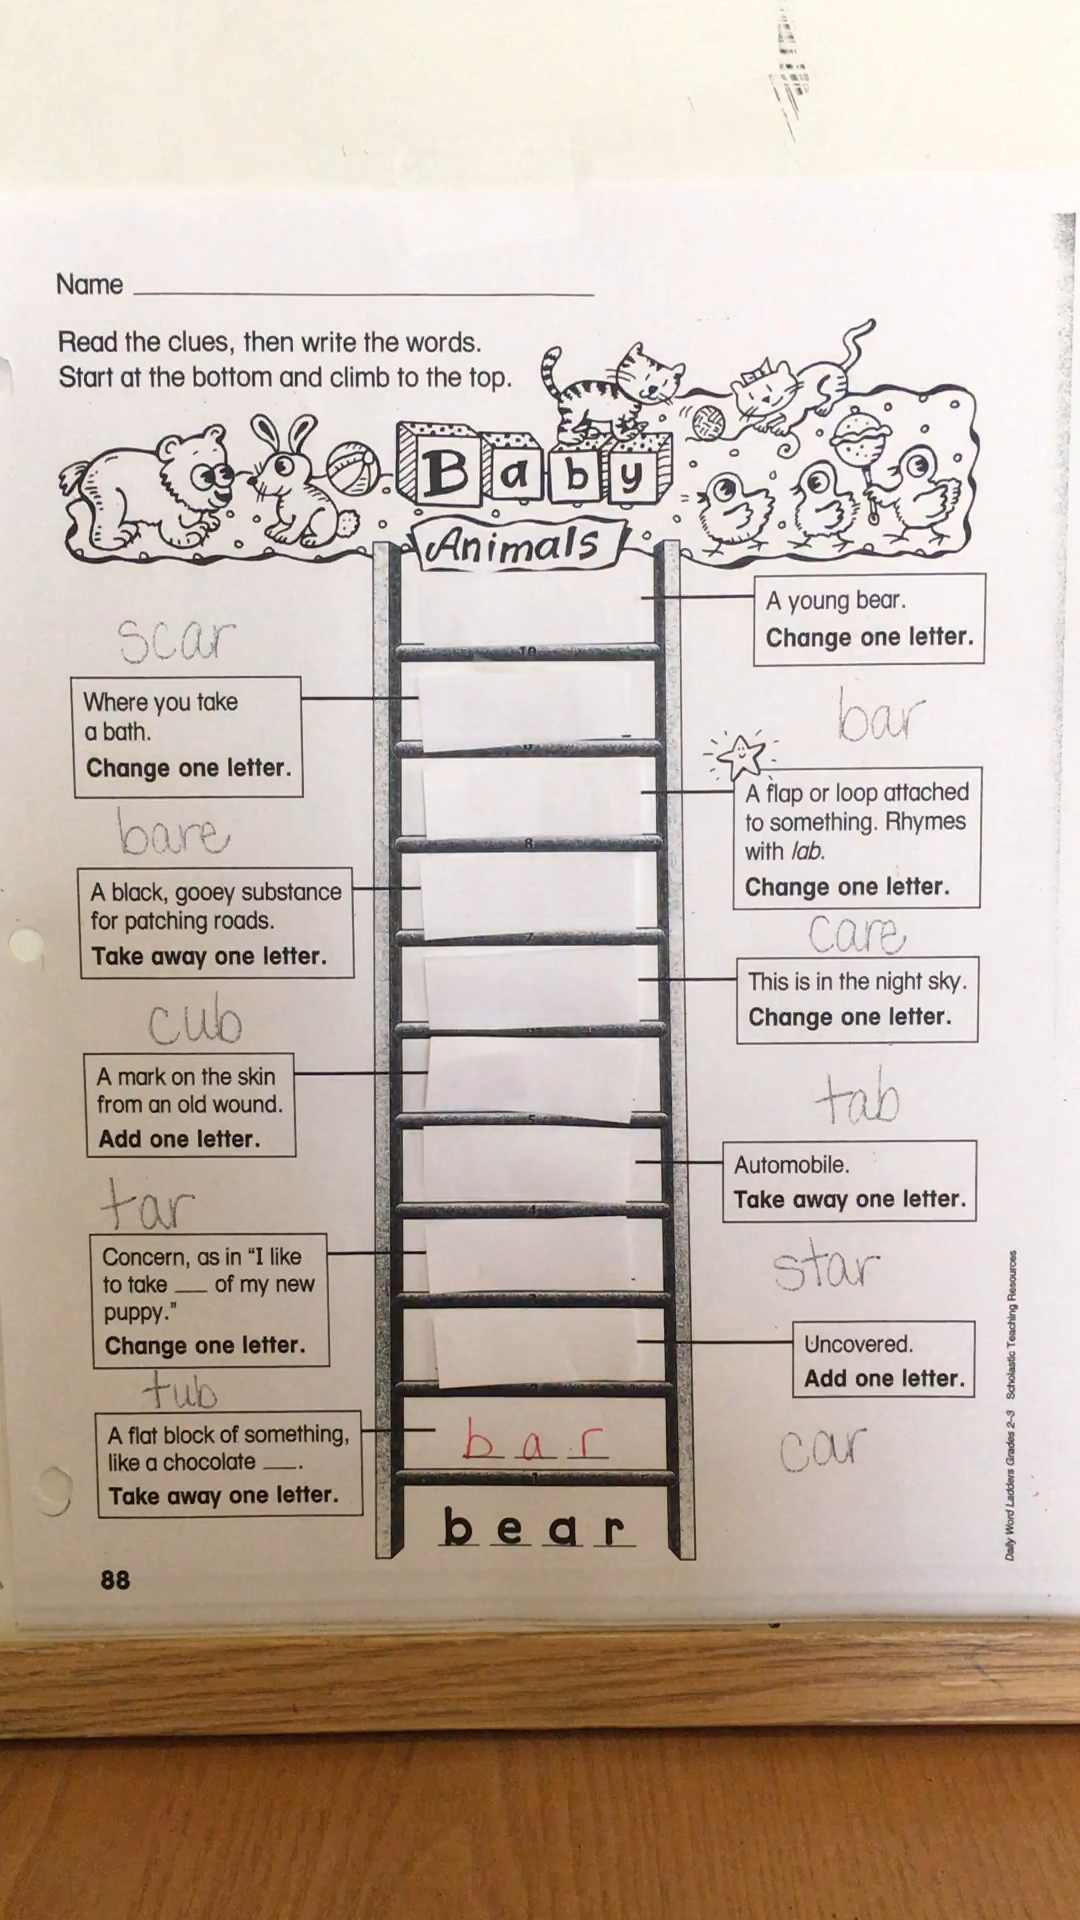 Name
Read the clues, then write the words.
Start at the bottom and climb to the top.
Baby
Animals
A young bear.
Change one letter.
scar
10
Where you take
a bath.
Change one letter.
bar
A flap or loop attached
to something. Rhymes
with lab.
Change one letter.
bare
8
A black, gooey substance
for patching roads.
Take away one letter.
care
7
This is in the night sky.
Change one letter.
cub
A mark on the skin
from an old wound.
Add one letter.
tab
5
Automobile.
Take away one letter.
tar
4
Concern, as in “I like
to take ___ of my new
puppy.”
Change one letter.
star
Uncovered.
Add one letter.
tub
A flat block of something,
like a chocolate ___.
Take away one letter.
bar
car
1
bear
88
Daily Word Ladders Grades 2–3 Scholastic Teaching Resources